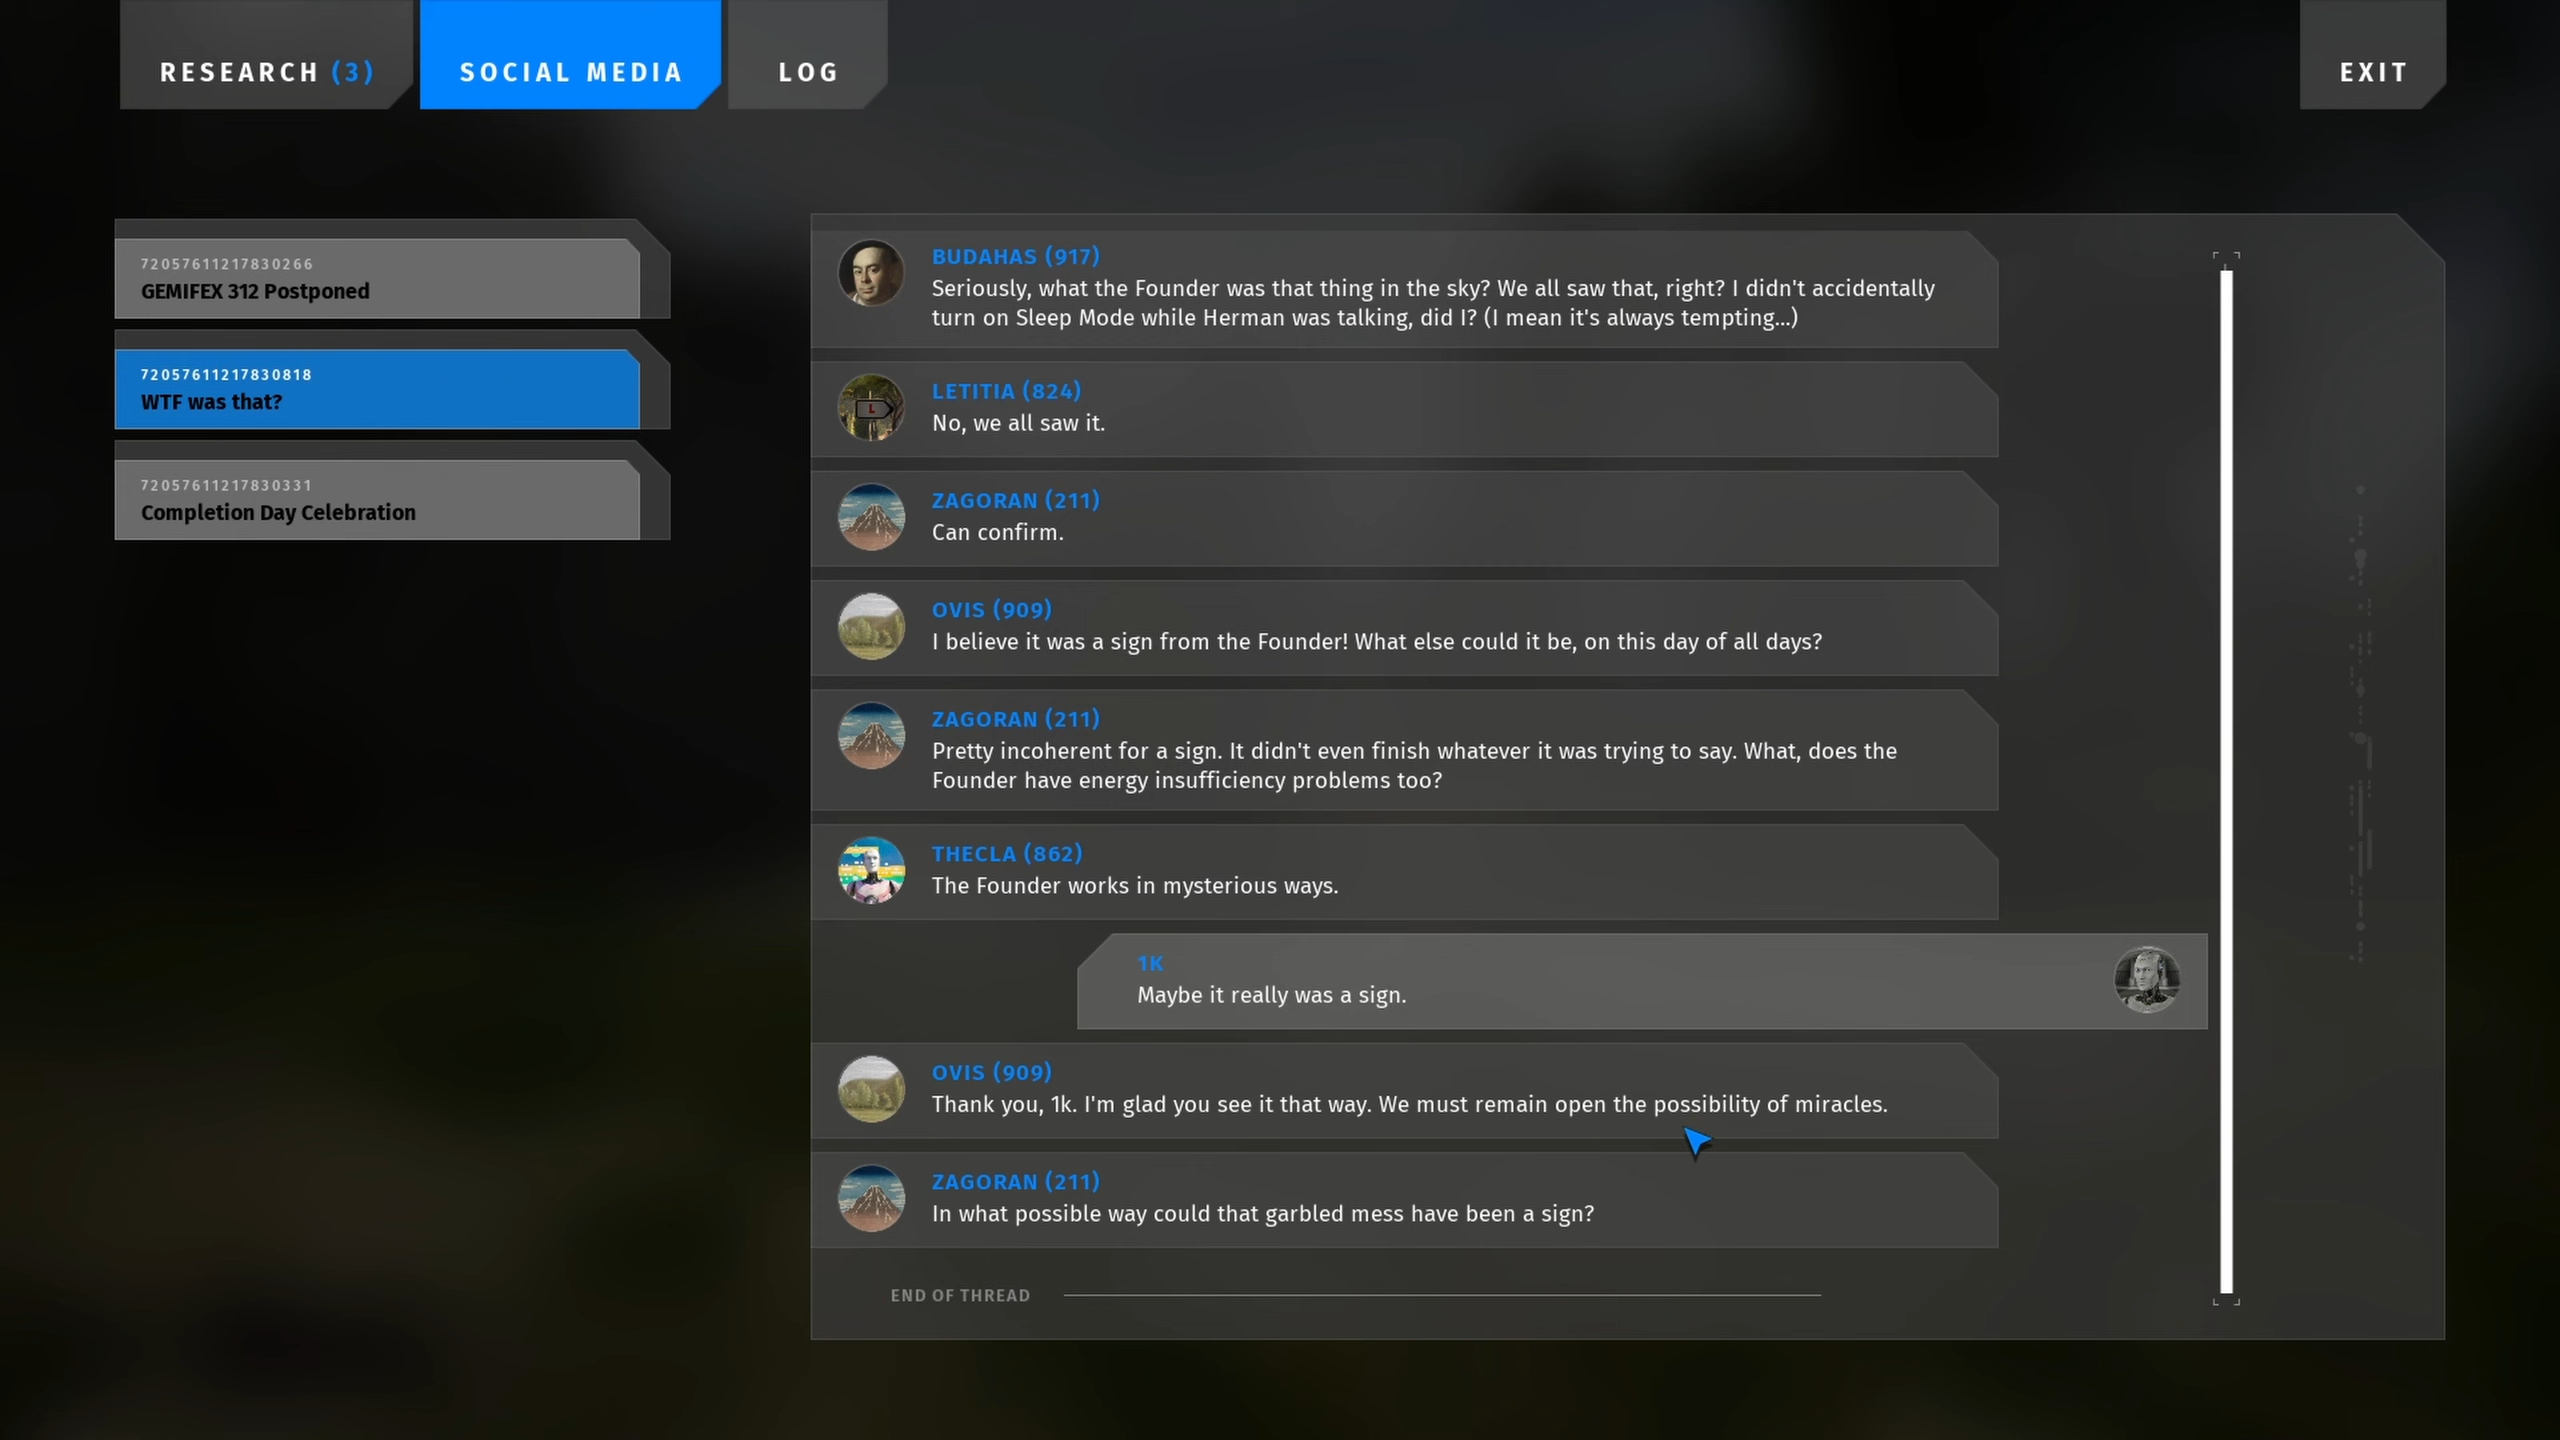 RESEARCH (3)
SOCIAL MEDIA
LOG
EXIT
72057611217830266
GEMIFEX 312 Postponed
72057611217830818
WTF was that?
72057611217830331
Completion Day Celebration
BUDAHAS (917)
Seriously, what the Founder was that thing in the sky? We all saw that, right? I didn't accidentally
turn on Sleep Mode while Herman was talking, did I? (I mean it's always tempting...)
LETITIA (824)
No, we all saw it.
L
ZAGORAN (211)
Can confirm.
OVIS (909)
I believe it was a sign from the Founder! What else could it be, on this day of all days?
ZAGORAN (211)
Pretty incoherent for a sign. It didn't even finish whatever it was trying to say. What, does the
Founder have energy insufficiency problems too?
THECLA (862)
The Founder works in mysterious ways.
1K
Maybe it really was a sign.
OVIS (909)
Thank you, 1k. I'm glad you see it that way. We must remain open the possibility of miracles.
ZAGORAN (211)
In what possible way could that garbled mess have been a sign?
END OF THREAD